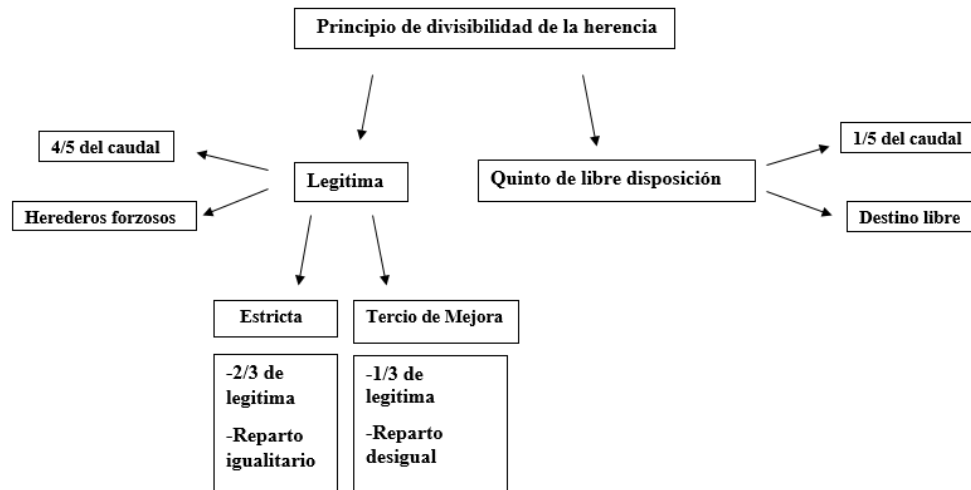 Principio de divisibilidad de la herencia
4/5 del caudal
Herederos forzosos
Legitima
Quinto de libre disposición
1/5 del caudal
Destino libre
Estricta
-2/3 de
legitima
-Reparto
igualitario
Tercio de Mejora
-1/3 de
legitima
-Reparto
desigual